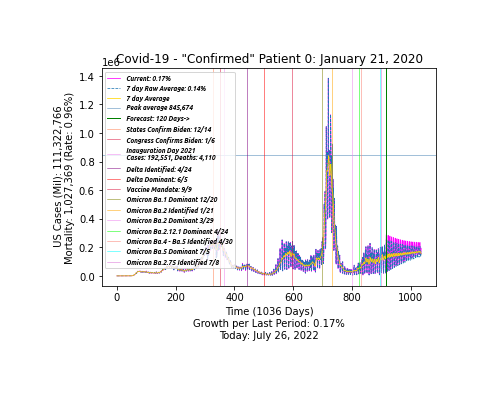 Covid-19 - "Confirmed" Patient 0: January 21, 2020
1e6
1.4
1.2
1.0
0.8
0.6
0.4
0.2
0.0
US Cases (Mil): 111,322,766
Mortality: 1,027,369 (Rate: 0.96%)
Current: 0.17%
7 day Raw Average: 0.14%
7 day Average
Peak average 845,674
Forecast: 120 Days->
States Confirm Biden: 12/14
Congress Confirms Biden: 1/6
Inauguration Day 2021
Cases: 192,551, Deaths: 4,110
Delta Identified: 4/24
Delta Dominant: 6/5
Vaccine Mandate: 9/9
Omicron Ba.1 Dominant 12/20
Omicron Ba.2 Identified 1/21
Omicron Ba.2 Dominant 3/29
Omicron Ba.2.12.1 Dominant 4/24
Omicron Ba.4 - Ba.5 Identified 4/30
Omicron Ba.5 Dominant 7/5
Omicron Ba.2.75 Identified 7/8
0 200 400 600 800 1000
Time (1036 Days)
Growth per Last Period: 0.17%
Today: July 26, 2022